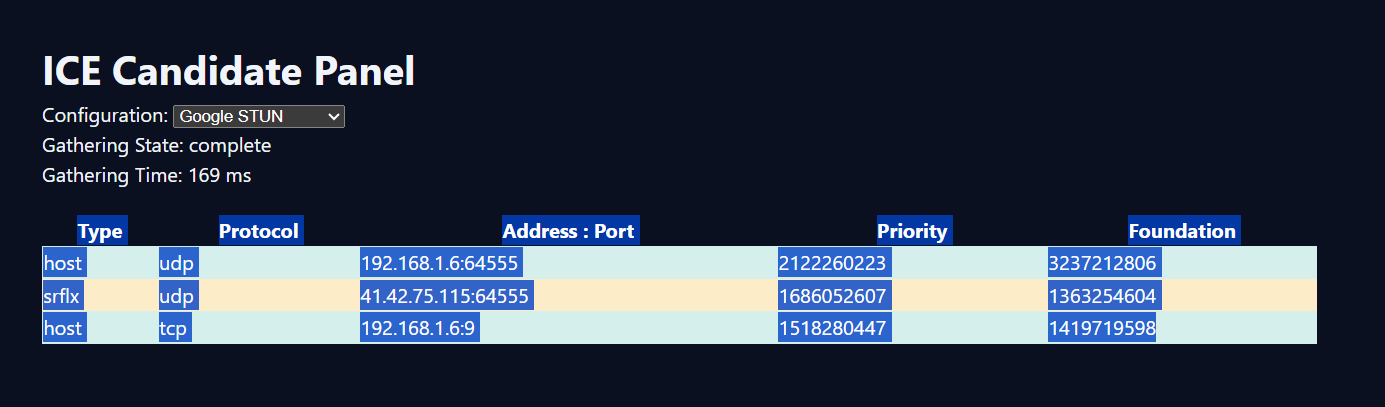 ICE Candidate Panel
Configuration: Google STUN
Gathering State: complete
Gathering Time: 169 ms
Type Protocol Address : Port Priority Foundation
host udp 192.168.1.6:64555 2122260223 3237212806
srflx udp 41.42.75.115:64555 1686052607 1363254604
host tcp 192.168.1.6:9 1518280447 1419719598